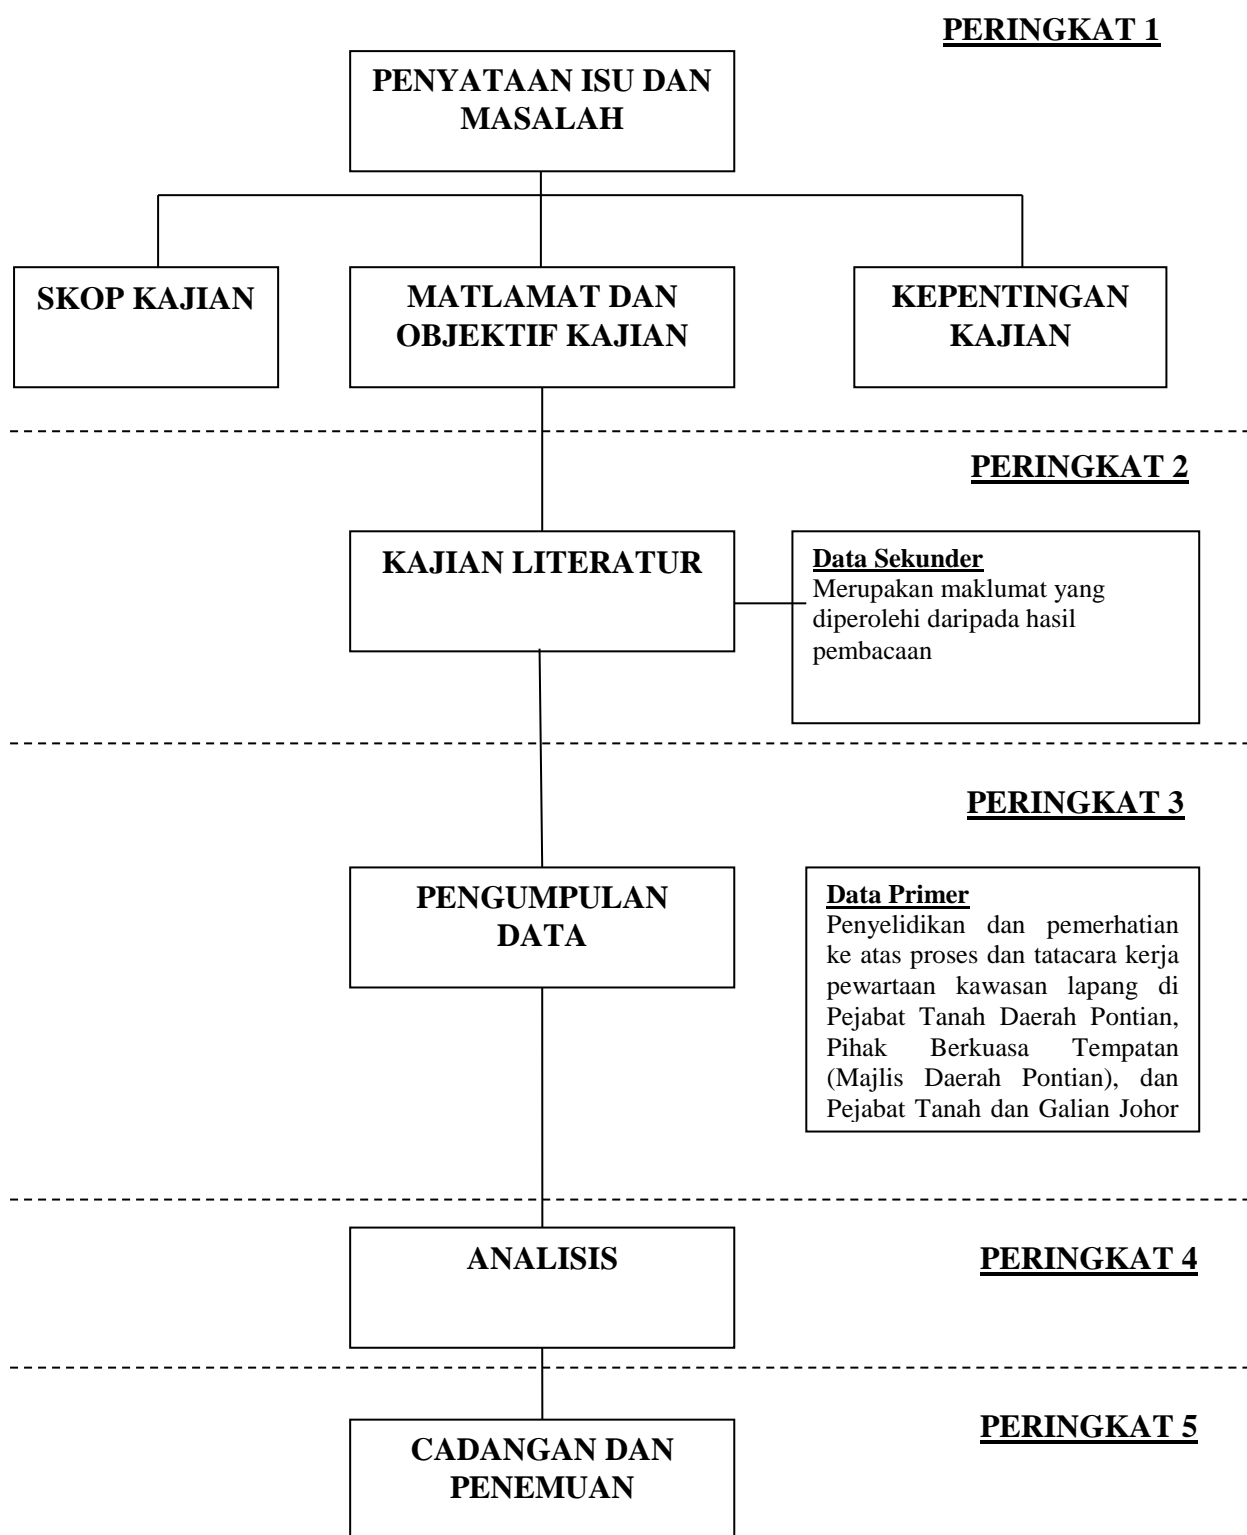 PERINGKAT 1
PENYATAAN ISU DAN
MASALAH
SKOP KAJIAN
MATLAMAT DAN
OBJEKTIF KAJIAN
KEPENTINGAN
KAJIAN
PERINGKAT 2
KAJIAN LITERATUR
Data Sekunder
Merupakan maklumat yang
diperolehi daripada hasil
pembacaan
PERINGKAT 3
PENGUMPULAN
DATA
Data Primer
Penyelidikan dan pemerhatian
ke atas proses dan tatacara kerja
pewartaan kawasan lapang di
Pejabat Tanah Daerah Pontian,
Pihak Berkuasa Tempatan
(Majlis Daerah Pontian), dan
Pejabat Tanah dan Galian Johor
ANALISIS
PERINGKAT 4
PERINGKAT 5
CADANGAN DAN
PENEMUAN